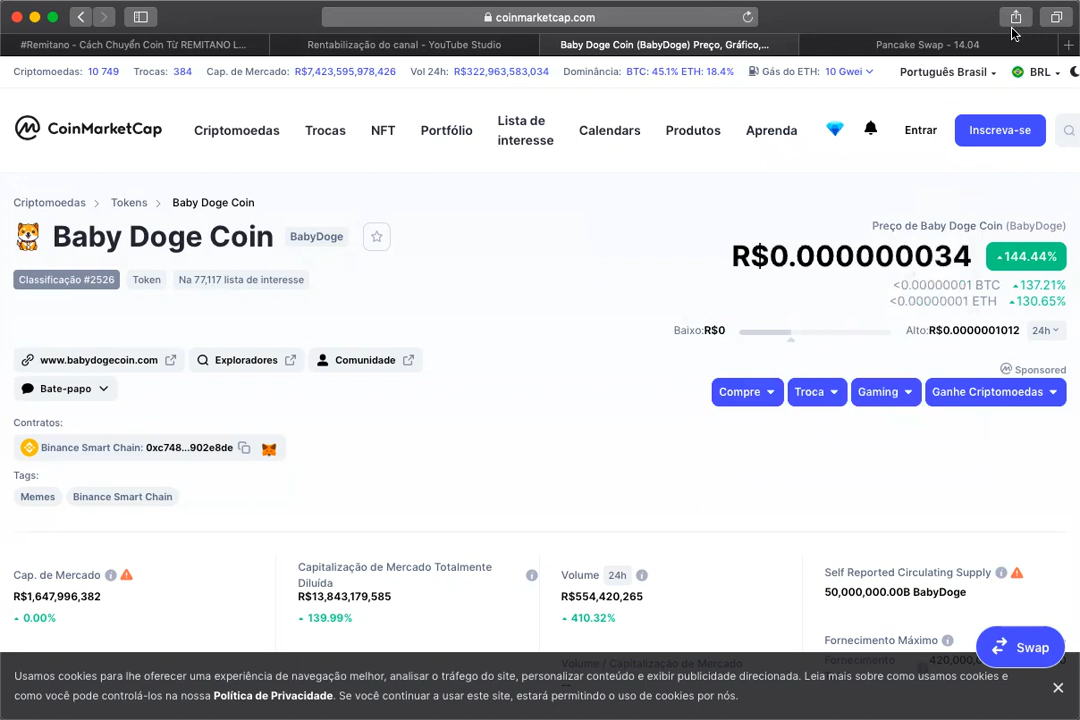 coinmarketcap.com
#Remitano - Cách Chuyển Coin Từ REMITANO L... Rentabilização do canal - YouTube Studio Baby Doge Coin (BabyDoge) Preço, Gráfico,... Pancake Swap - 14.04
Criptomoedas: 10 749 Trocas: 384 Cap. de Mercado: R$7,423,595,978,426 Vol 24h: R$322,963,583,034 Dominância: BTC: 45.1% ETH: 18.4% Gás do ETH: 10 Gwei Português Brasil BRL
CoinMarketCap Criptomoedas Trocas NFT Portfólio Lista de interesse Calendars Produtos Aprenda Entrar Inscreva-se
Criptomoedas Tokens Baby Doge Coin
Baby Doge Coin BabyDoge
Classificação #2526 Token Na 77,117 lista de interesse
Preço de Baby Doge Coin (BabyDoge)
R$0.000000034 144.44%
<0.00000001 BTC 137.21%
<0.00000001 ETH 130.65%
Baixo:R$0 Alto:R$0.0000001012 24h
www.babydogecoin.com Exploradores Comunidade
Bate-papo
Sponsored
Compre Troca Gaming Ganhe Criptomoedas
Contratos:
Binance Smart Chain: 0xc748...902e8de
Tags:
Memes Binance Smart Chain
Cap. de Mercado
R$1,647,996,382
0.00%
Capitalização de Mercado Totalmente
Diluída
R$13,843,179,585
139.99%
Volume 24h
R$554,420,265
410.32%
Volume / Capitalização de Mercado
Self Reported Circulating Supply
50,000,000.00B BabyDoge
Fornecimento Máximo
Fornecimento 420,000,0
Swap
Usamos cookies para lhe oferecer uma experiência de navegação melhor, analisar o tráfego do site, personalizar conteúdo e exibir publicidade direcionada. Leia mais sobre como usamos cookies e
como você pode controlá-los na nossa Política de Privacidade. Se você continuar a usar este site, estará permitindo o uso de cookies por nós.